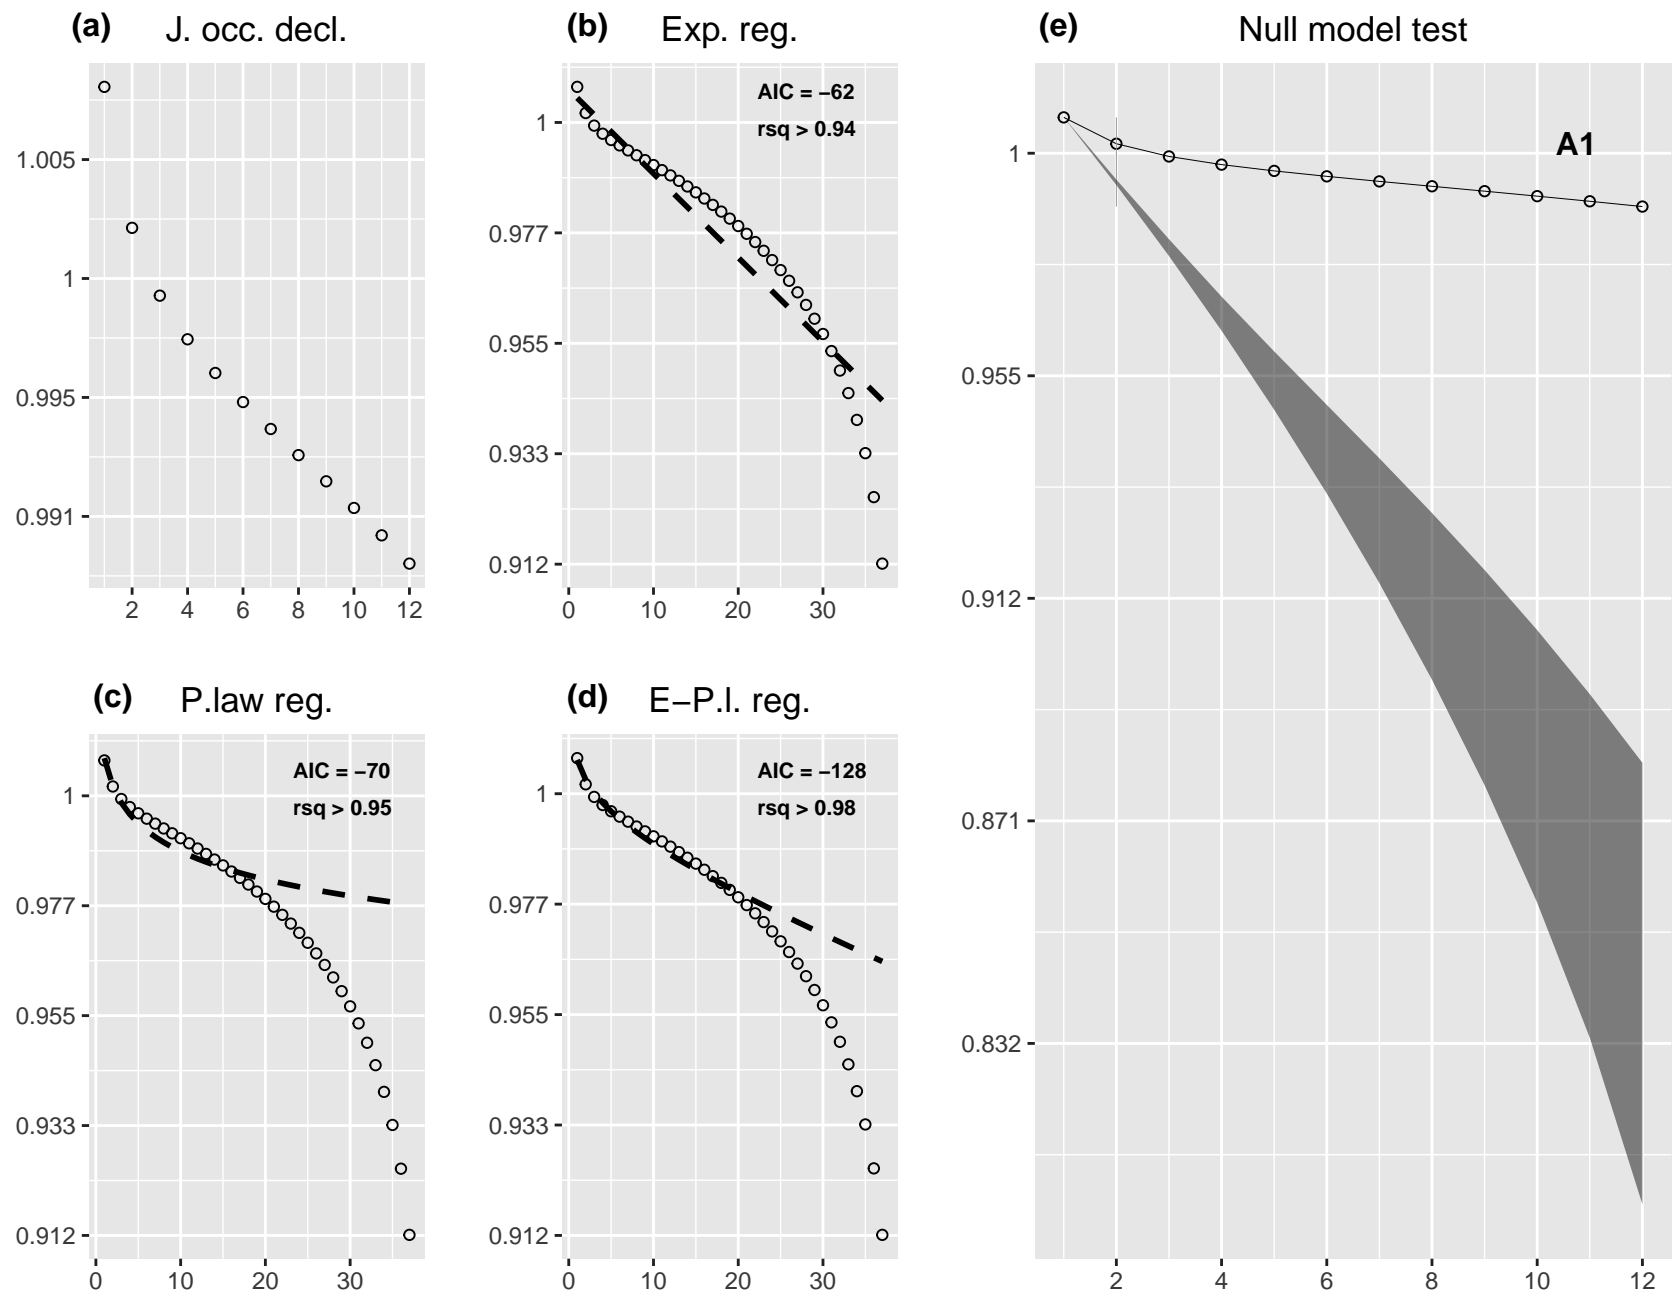 (a) J. occ. decl.
1.005
1
0.995
0.991
2 4 6 8 10 12
(b) Exp. reg.
AIC = −62
rsq > 0.94
1
0.977
0.955
0.933
0.912
0 10 20 30
(c) P.law reg.
AIC = −70
rsq > 0.95
1
0.977
0.955
0.933
0.912
0 10 20 30
(d) E−P.l. reg.
AIC = −128
rsq > 0.98
1
0.977
0.955
0.933
0.912
0 10 20 30
(e) Null model test
A1
1
0.955
0.912
0.871
0.832
2 4 6 8 10 12